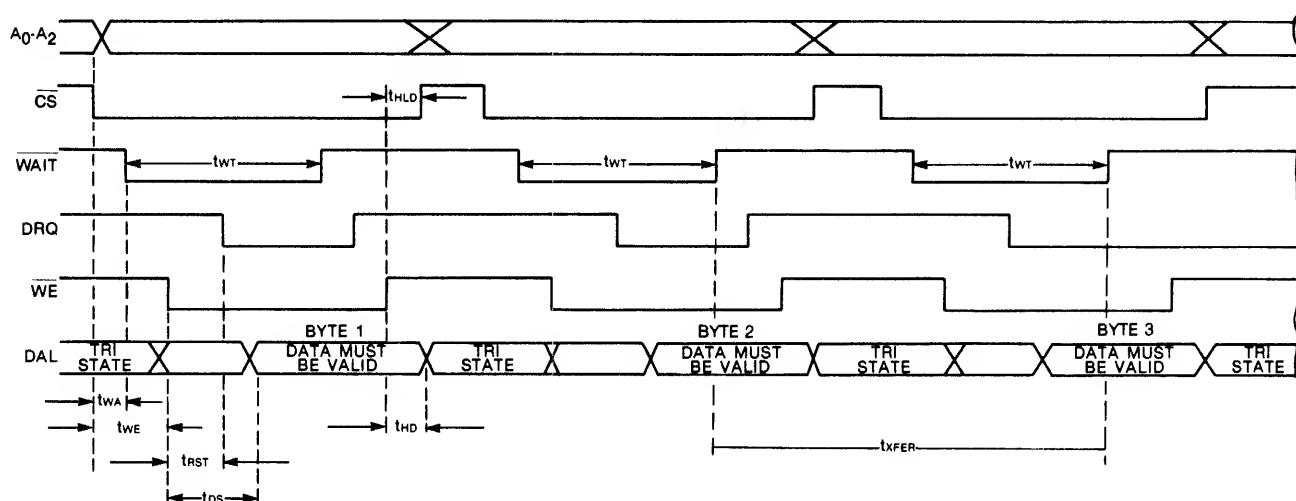 A0-A2
CS
tHLD
WAIT
tWT
tWT
tWT
DRQ
WE
BYTE 1
BYTE 2
BYTE 3
DAL
TRI
STATE
DATA MUST
BE VALID
TRI
STATE
DATA MUST
BE VALID
TRI
STATE
DATA MUST
BE VALID
TRI
STATE
tWA
tWE
tHD
tXFER
tRST
tDS